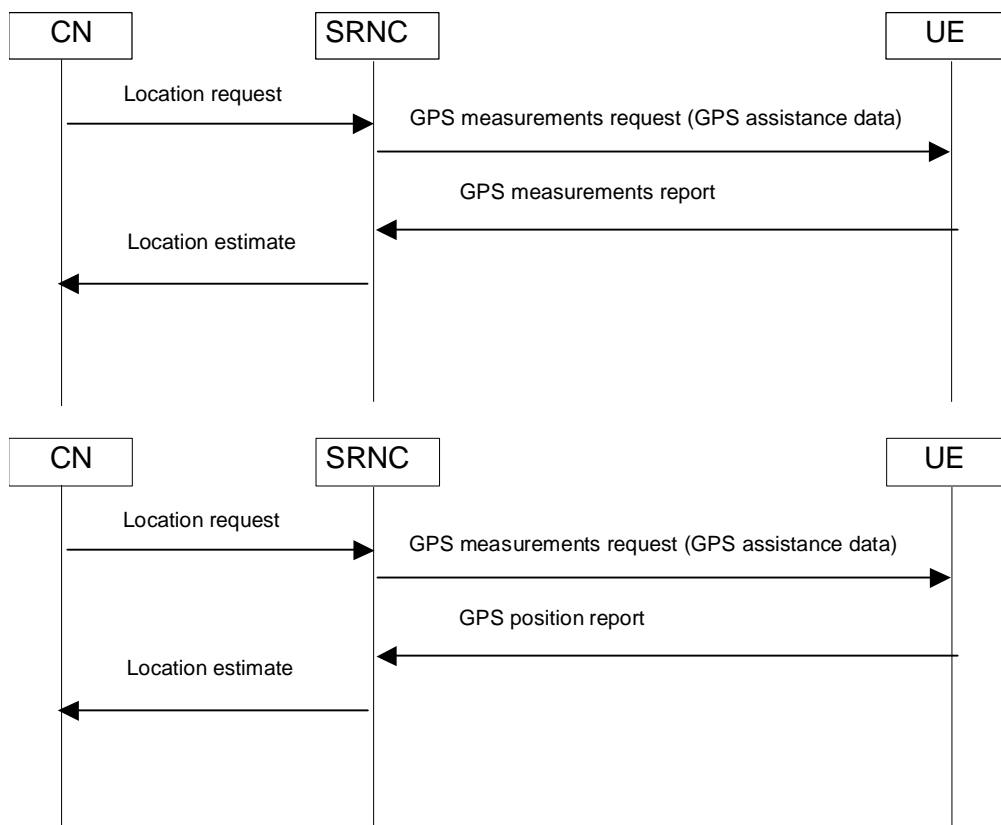 CN
SRNC
UE
Location request
GPS measurements request (GPS assistance data)
GPS measurements report
Location estimate
CN
SRNC
UE
Location request
GPS measurements request (GPS assistance data)
GPS position report
Location estimate